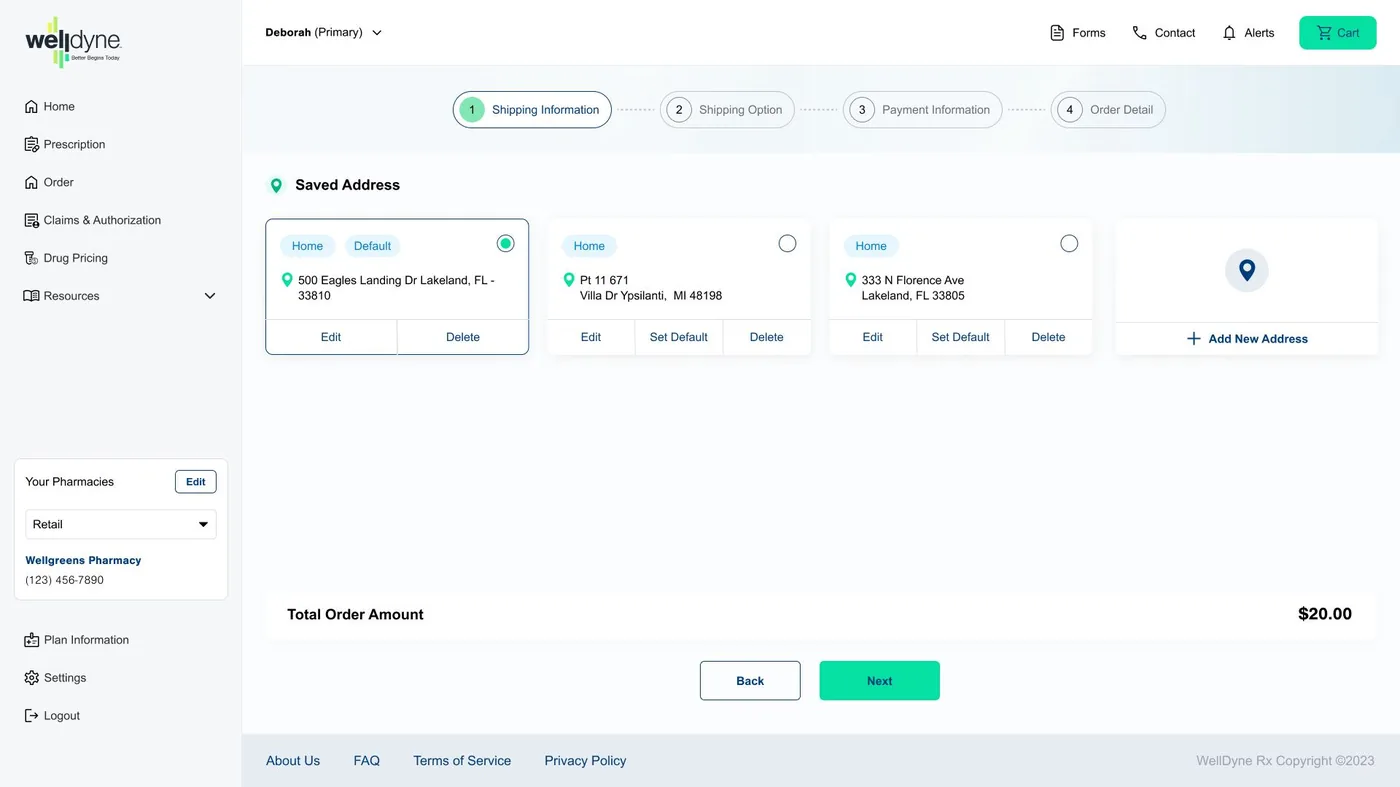 welldyne.
Better Begins Today
Home
Prescription
Order
Claims & Authorization
Drug Pricing
Resources
Your Pharmacies
Edit
Retail
Wellgreens Pharmacy
(123) 456-7890
Plan Information
Settings
Logout
Deborah (Primary)
Forms
Contact
Alerts
Cart
1 Shipping Information
2 Shipping Option
3 Payment Information
4 Order Detail
Saved Address
Home Default
500 Eagles Landing Dr Lakeland, FL -
33810
Edit
Delete
Home
Pt 11 671
Villa Dr Ypsilanti, MI 48198
Edit
Set Default
Delete
Home
333 N Florence Ave
Lakeland, FL 33805
Edit
Set Default
Delete
Add New Address
Total Order Amount
$20.00
Back
Next
About Us
FAQ
Terms of Service
Privacy Policy
WellDyne Rx Copyright ©2023